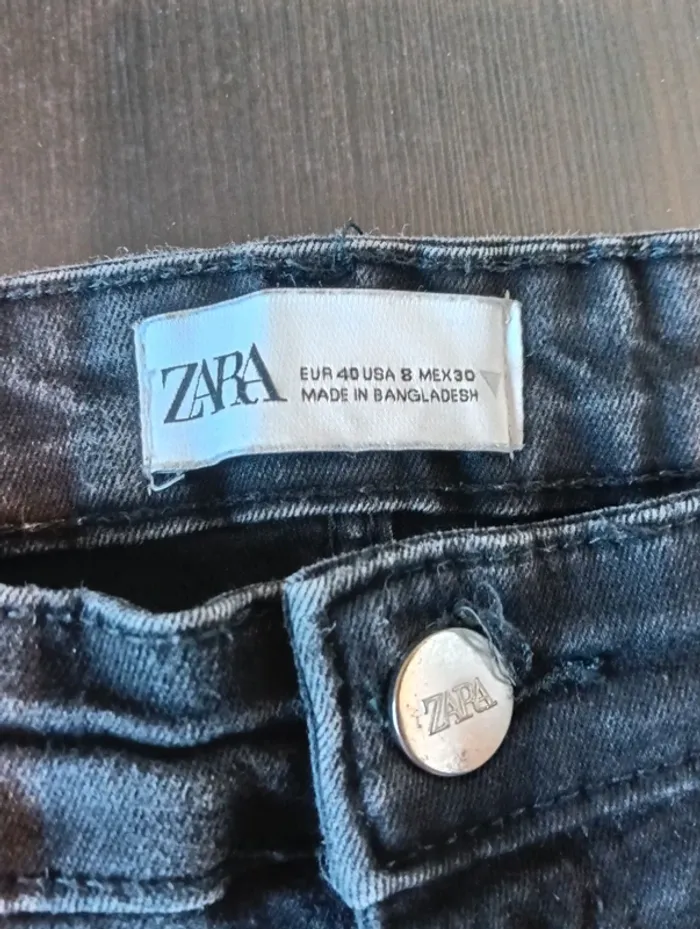 ZARA
EUR 40 USA 8 MEX 30
MADE IN BANGLADESH
ZARA